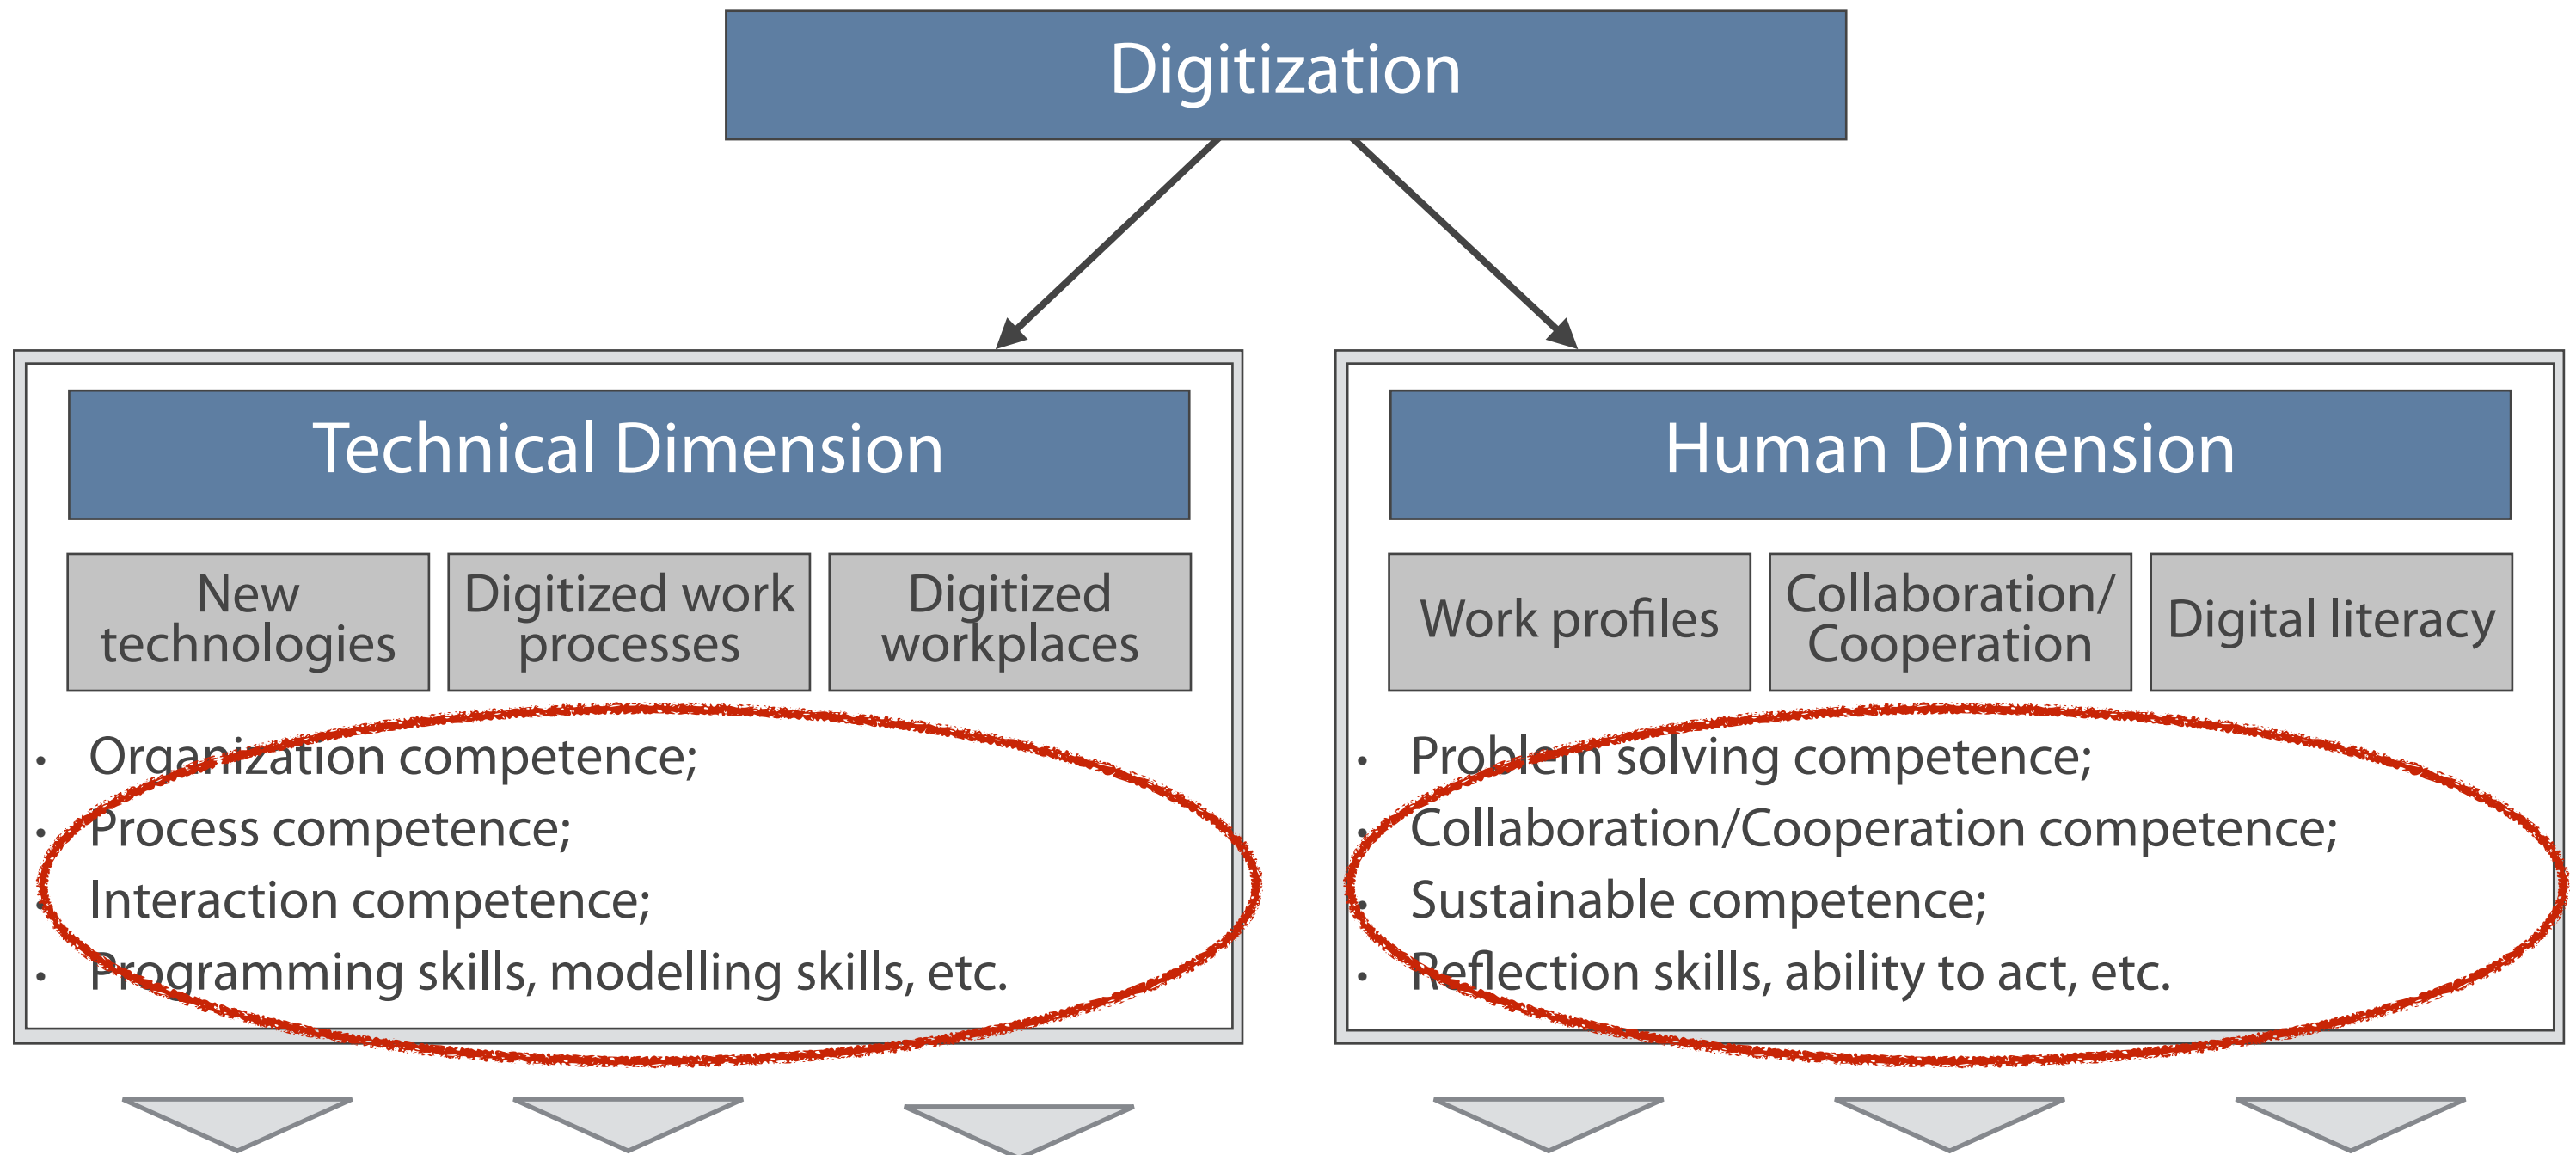 Digitization
Technical Dimension
New
technologies
Digitized work
processes
Digitized
workplaces
• Organization competence;
• Process competence;
• Interaction competence;
• Programming skills, modelling skills, etc.
Human Dimension
Work profiles
Collaboration/
Cooperation
Digital literacy
• Problem solving competence;
• Collaboration/Cooperation competence;
• Sustainable competence;
• Reflection skills, ability to act, etc.